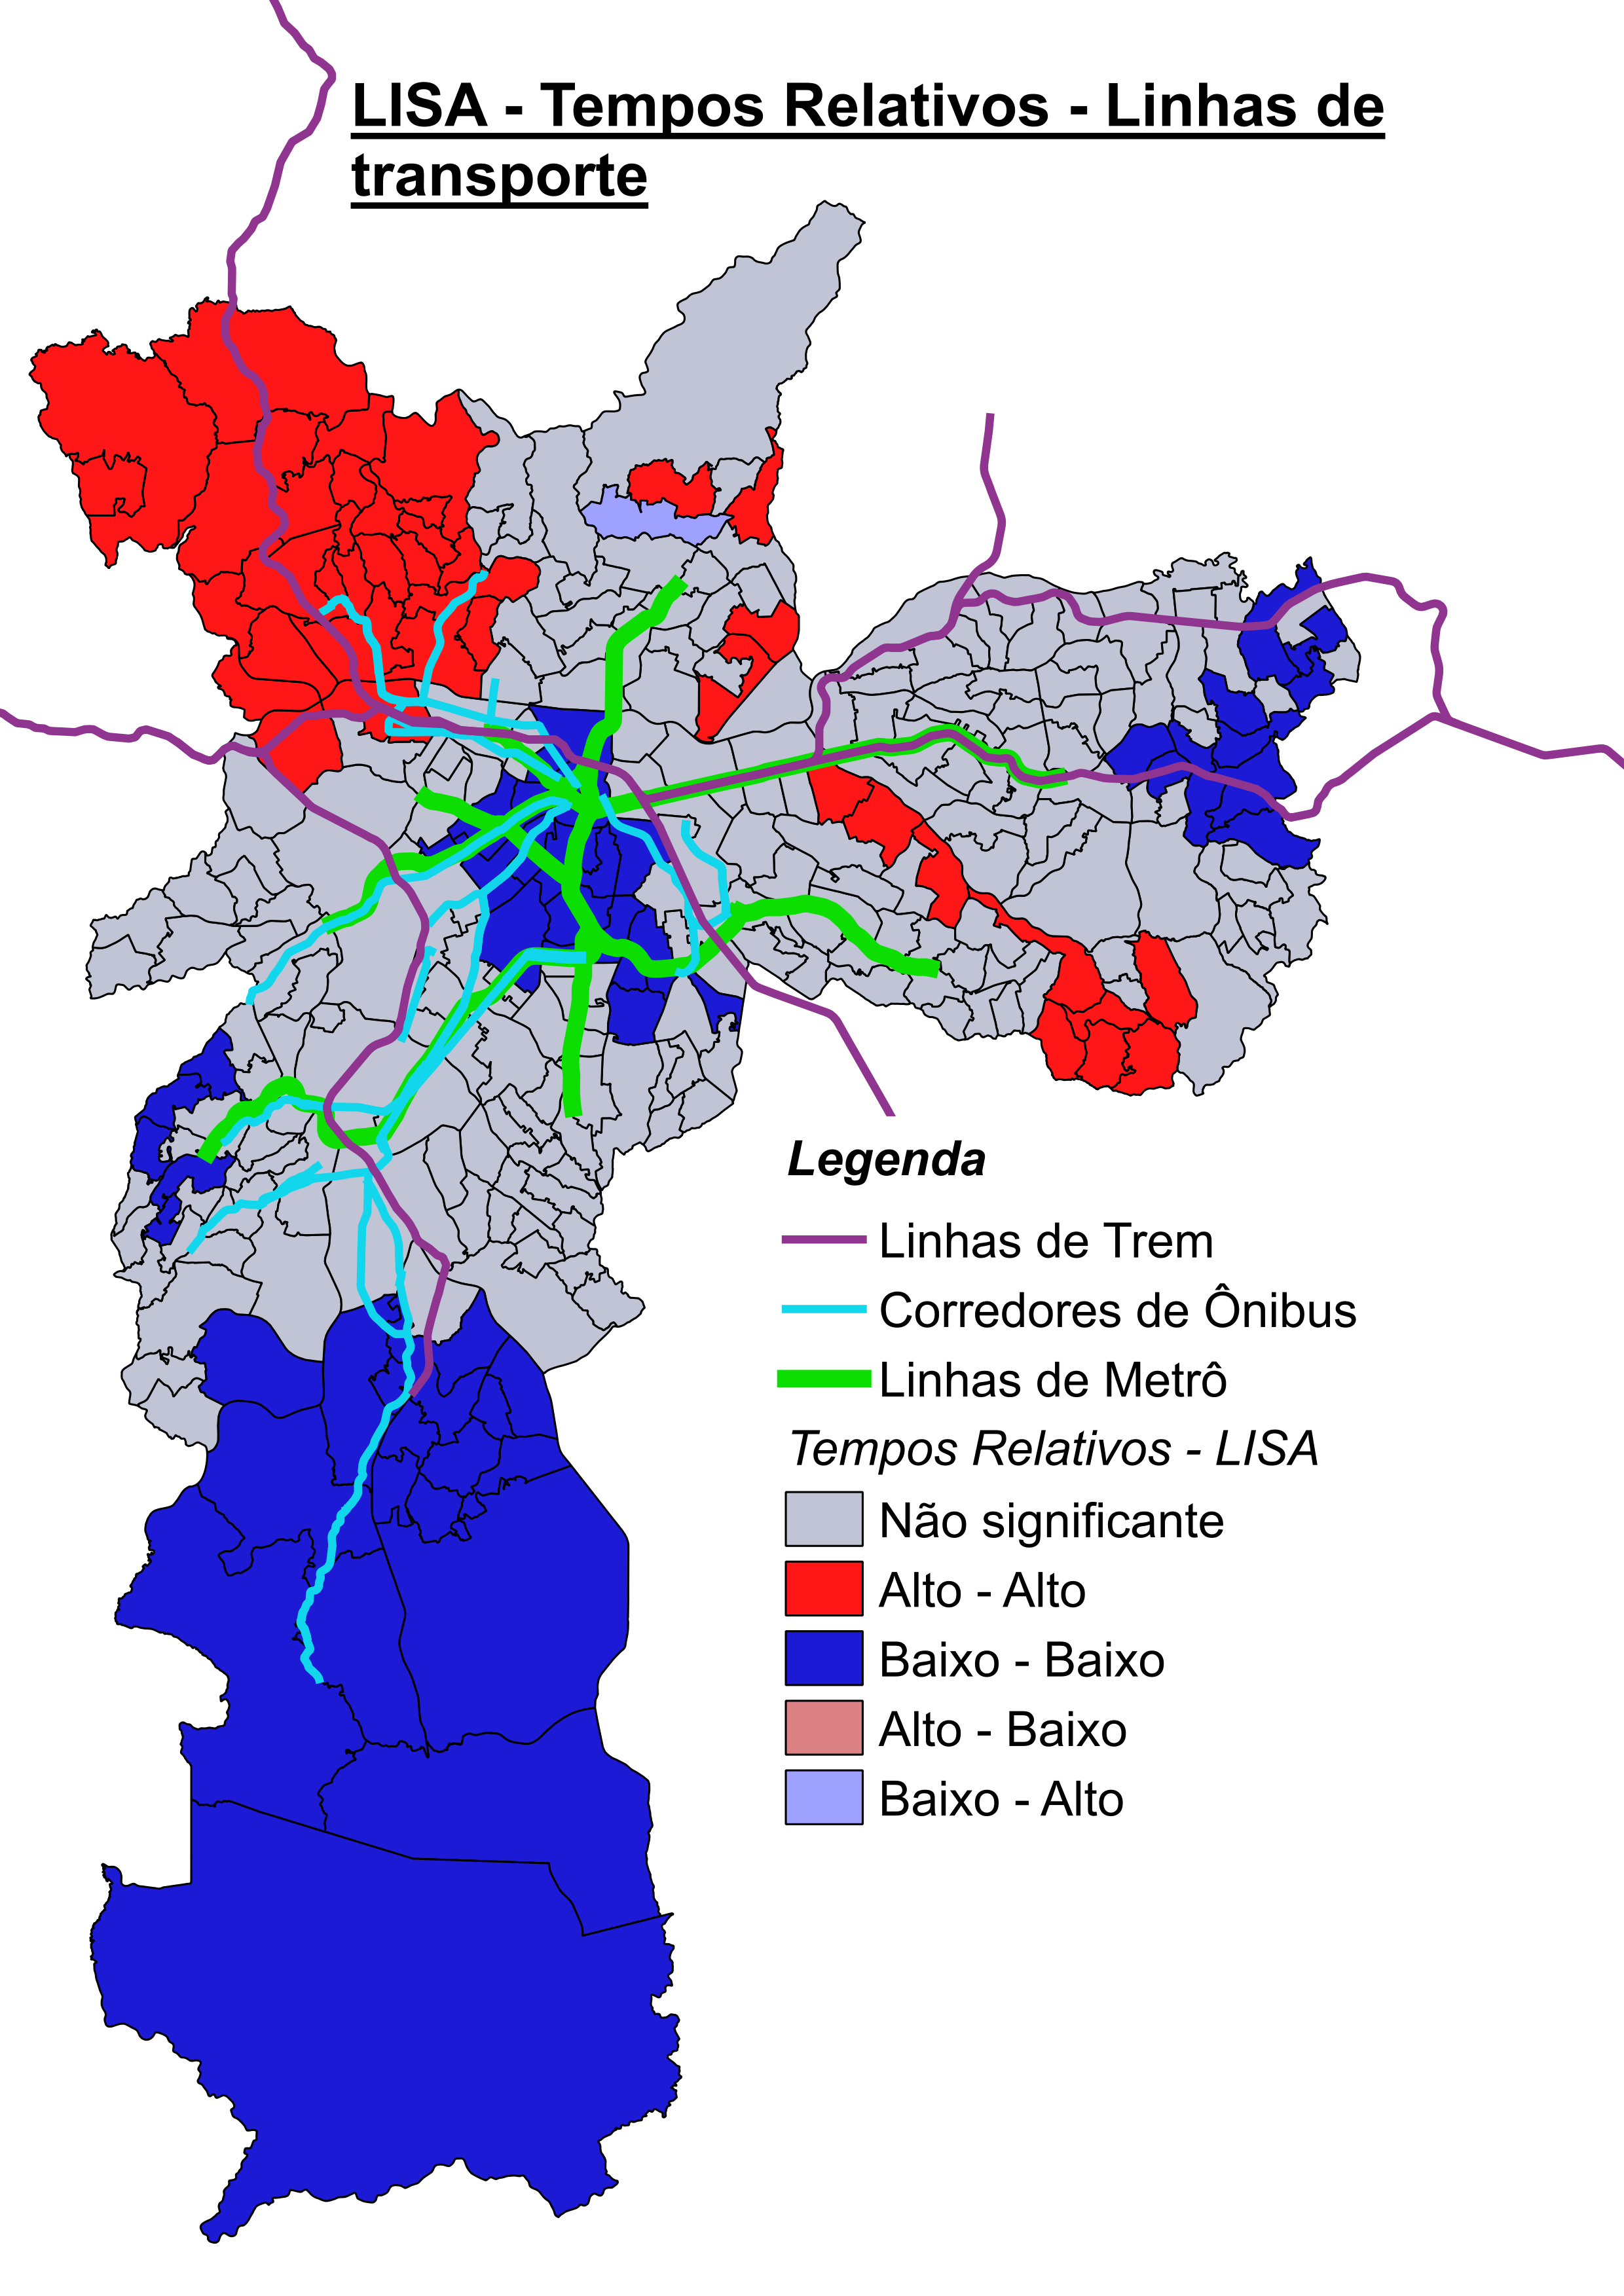 LISA - Tempos Relativos - Linhas de
transporte
Legenda
Linhas de Trem
Corredores de Ônibus
Linhas de Metrô
Tempos Relativos - LISA
Não significante
Alto - Alto
Baixo - Baixo
Alto - Baixo
Baixo - Alto